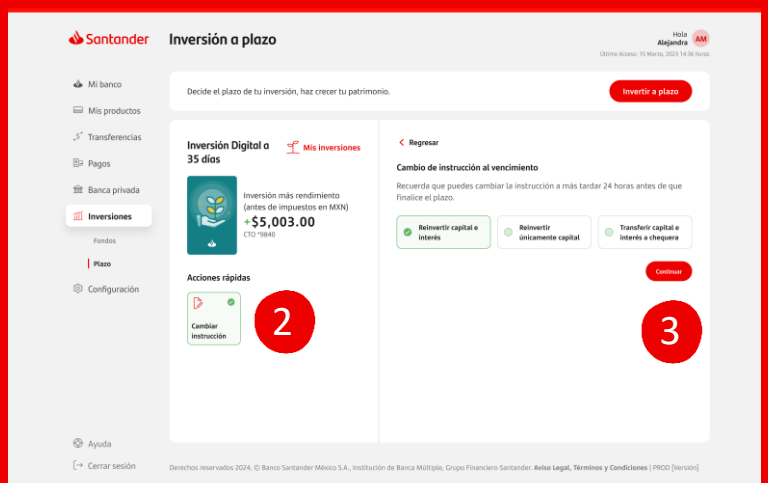 Santander
Inversión a plazo
Hola
Alejandra
AM
Último Acceso: 15 Marzo, 2023 14:36 horas
Mi banco
Mis productos
Transferencias
Pagos
Banca privada
Inversiones
Fondos
Plazo
Configuración
Ayuda
Cerrar sesión
Decide el plazo de tu inversión, haz crecer tu patrimonio.
Invertir a plazo
Inversión Digital a
35 días
Mis inversiones
Inversión más rendimiento
(antes de impuestos en MXN)
+$5,003.00
CTO *9840
Acciones rápidas
Cambiar
instrucción
2
Regresar
Cambio de instrucción al vencimiento
Recuerda que puedes cambiar la instrucción a más tardar 24 horas antes de que
finalice el plazo.
Reinvertir capital e
interés
Reinvertir
únicamente capital
Transferir capital e
interés a chequera
Continuar
3
Derechos reservados 2024, © Banco Santander México S.A., Institución de Banca Múltiple, Grupo Financiero Santander. Aviso Legal, Términos y Condiciones | PROD [Versión]